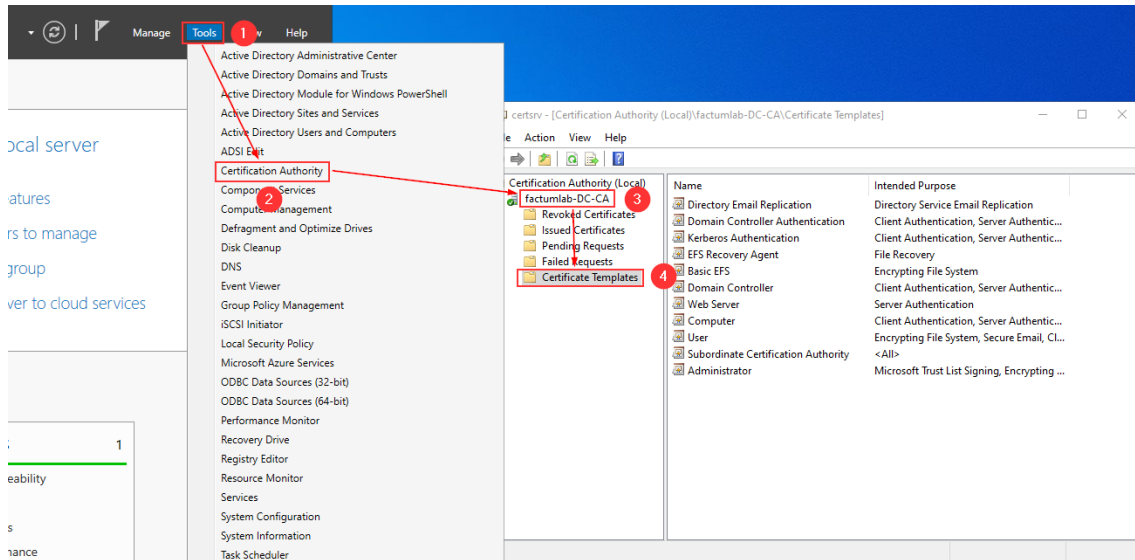 Manage Tools 1 Help
Active Directory Administrative Center
Active Directory Domains and Trusts
Active Directory Module for Windows PowerShell
Active Directory Sites and Services
Active Directory Users and Computers
ADSI Edit
Certification Authority
Component Services
2
Computer Management
Defragment and Optimize Drives
Disk Cleanup
DNS
Event Viewer
Group Policy Management
iSCSI Initiator
Local Security Policy
Microsoft Azure Services
ODBC Data Sources (32-bit)
ODBC Data Sources (64-bit)
Performance Monitor
Recovery Drive
Registry Editor
Resource Monitor
Services
System Configuration
System Information
Task Scheduler
ocal server
atures
rs to manage
group
ver to cloud services
1
eability
s
nance
certsrv - [Certification Authority (Local)\factumlab-DC-CA\Certificate Templates]
le Action View Help
Certification Authority (Local)
factumlab-DC-CA 3
Revoked Certificates
Issued Certificates
Pending Requests
Failed Requests
Certificate Templates 4
Name Intended Purpose
Directory Email Replication Directory Service Email Replication
Domain Controller Authentication Client Authentication, Server Authentic...
Kerberos Authentication Client Authentication, Server Authentic...
EFS Recovery Agent File Recovery
Basic EFS Encrypting File System
Domain Controller Client Authentication, Server Authentic...
Web Server Server Authentication
Computer Client Authentication, Server Authentic...
User Encrypting File System, Secure Email, Cl...
Subordinate Certification Authority <All>
Administrator Microsoft Trust List Signing, Encrypting ...